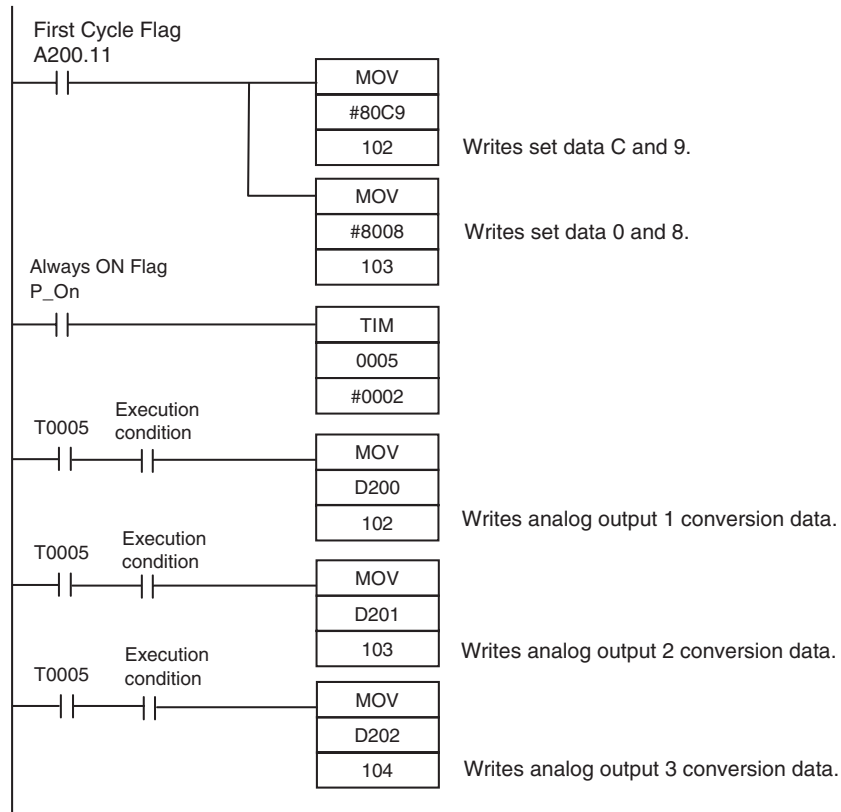 First Cycle Flag
A200.11
MOV
#80C9
102
Writes set data C and 9.
MOV
#8008
103
Writes set data 0 and 8.
Always ON Flag
P_On
TIM
0005
#0002
T0005
Execution
condition
MOV
D200
102
Writes analog output 1 conversion data.
T0005
Execution
condition
MOV
D201
103
Writes analog output 2 conversion data.
T0005
Execution
condition
MOV
D202
104
Writes analog output 3 conversion data.